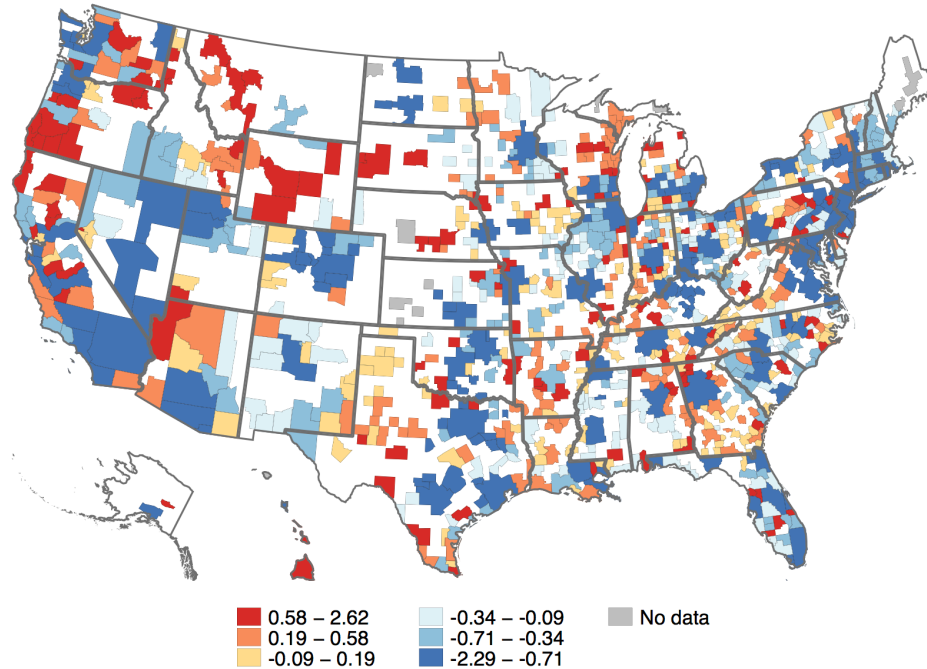 0.58 – 2.62
0.19 – 0.58
-0.09 – 0.19
-0.34 – -0.09
-0.71 – -0.34
-2.29 – -0.71
No data